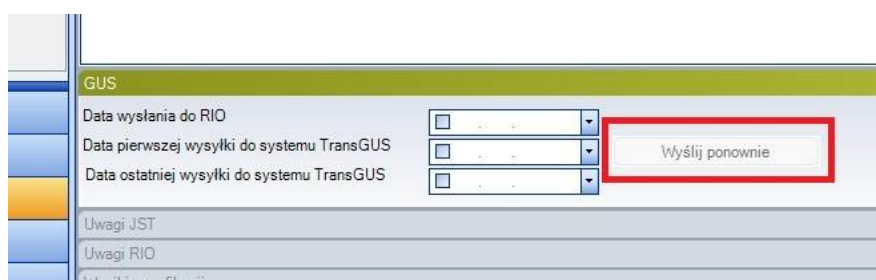 GUS
Data wysłania do RIO
Data pierwszej wysyłki do systemu TransGUS
Wyślij ponownie
Data ostatniej wysyłki do systemu TransGUS
Uwagi JST
Uwagi RIO